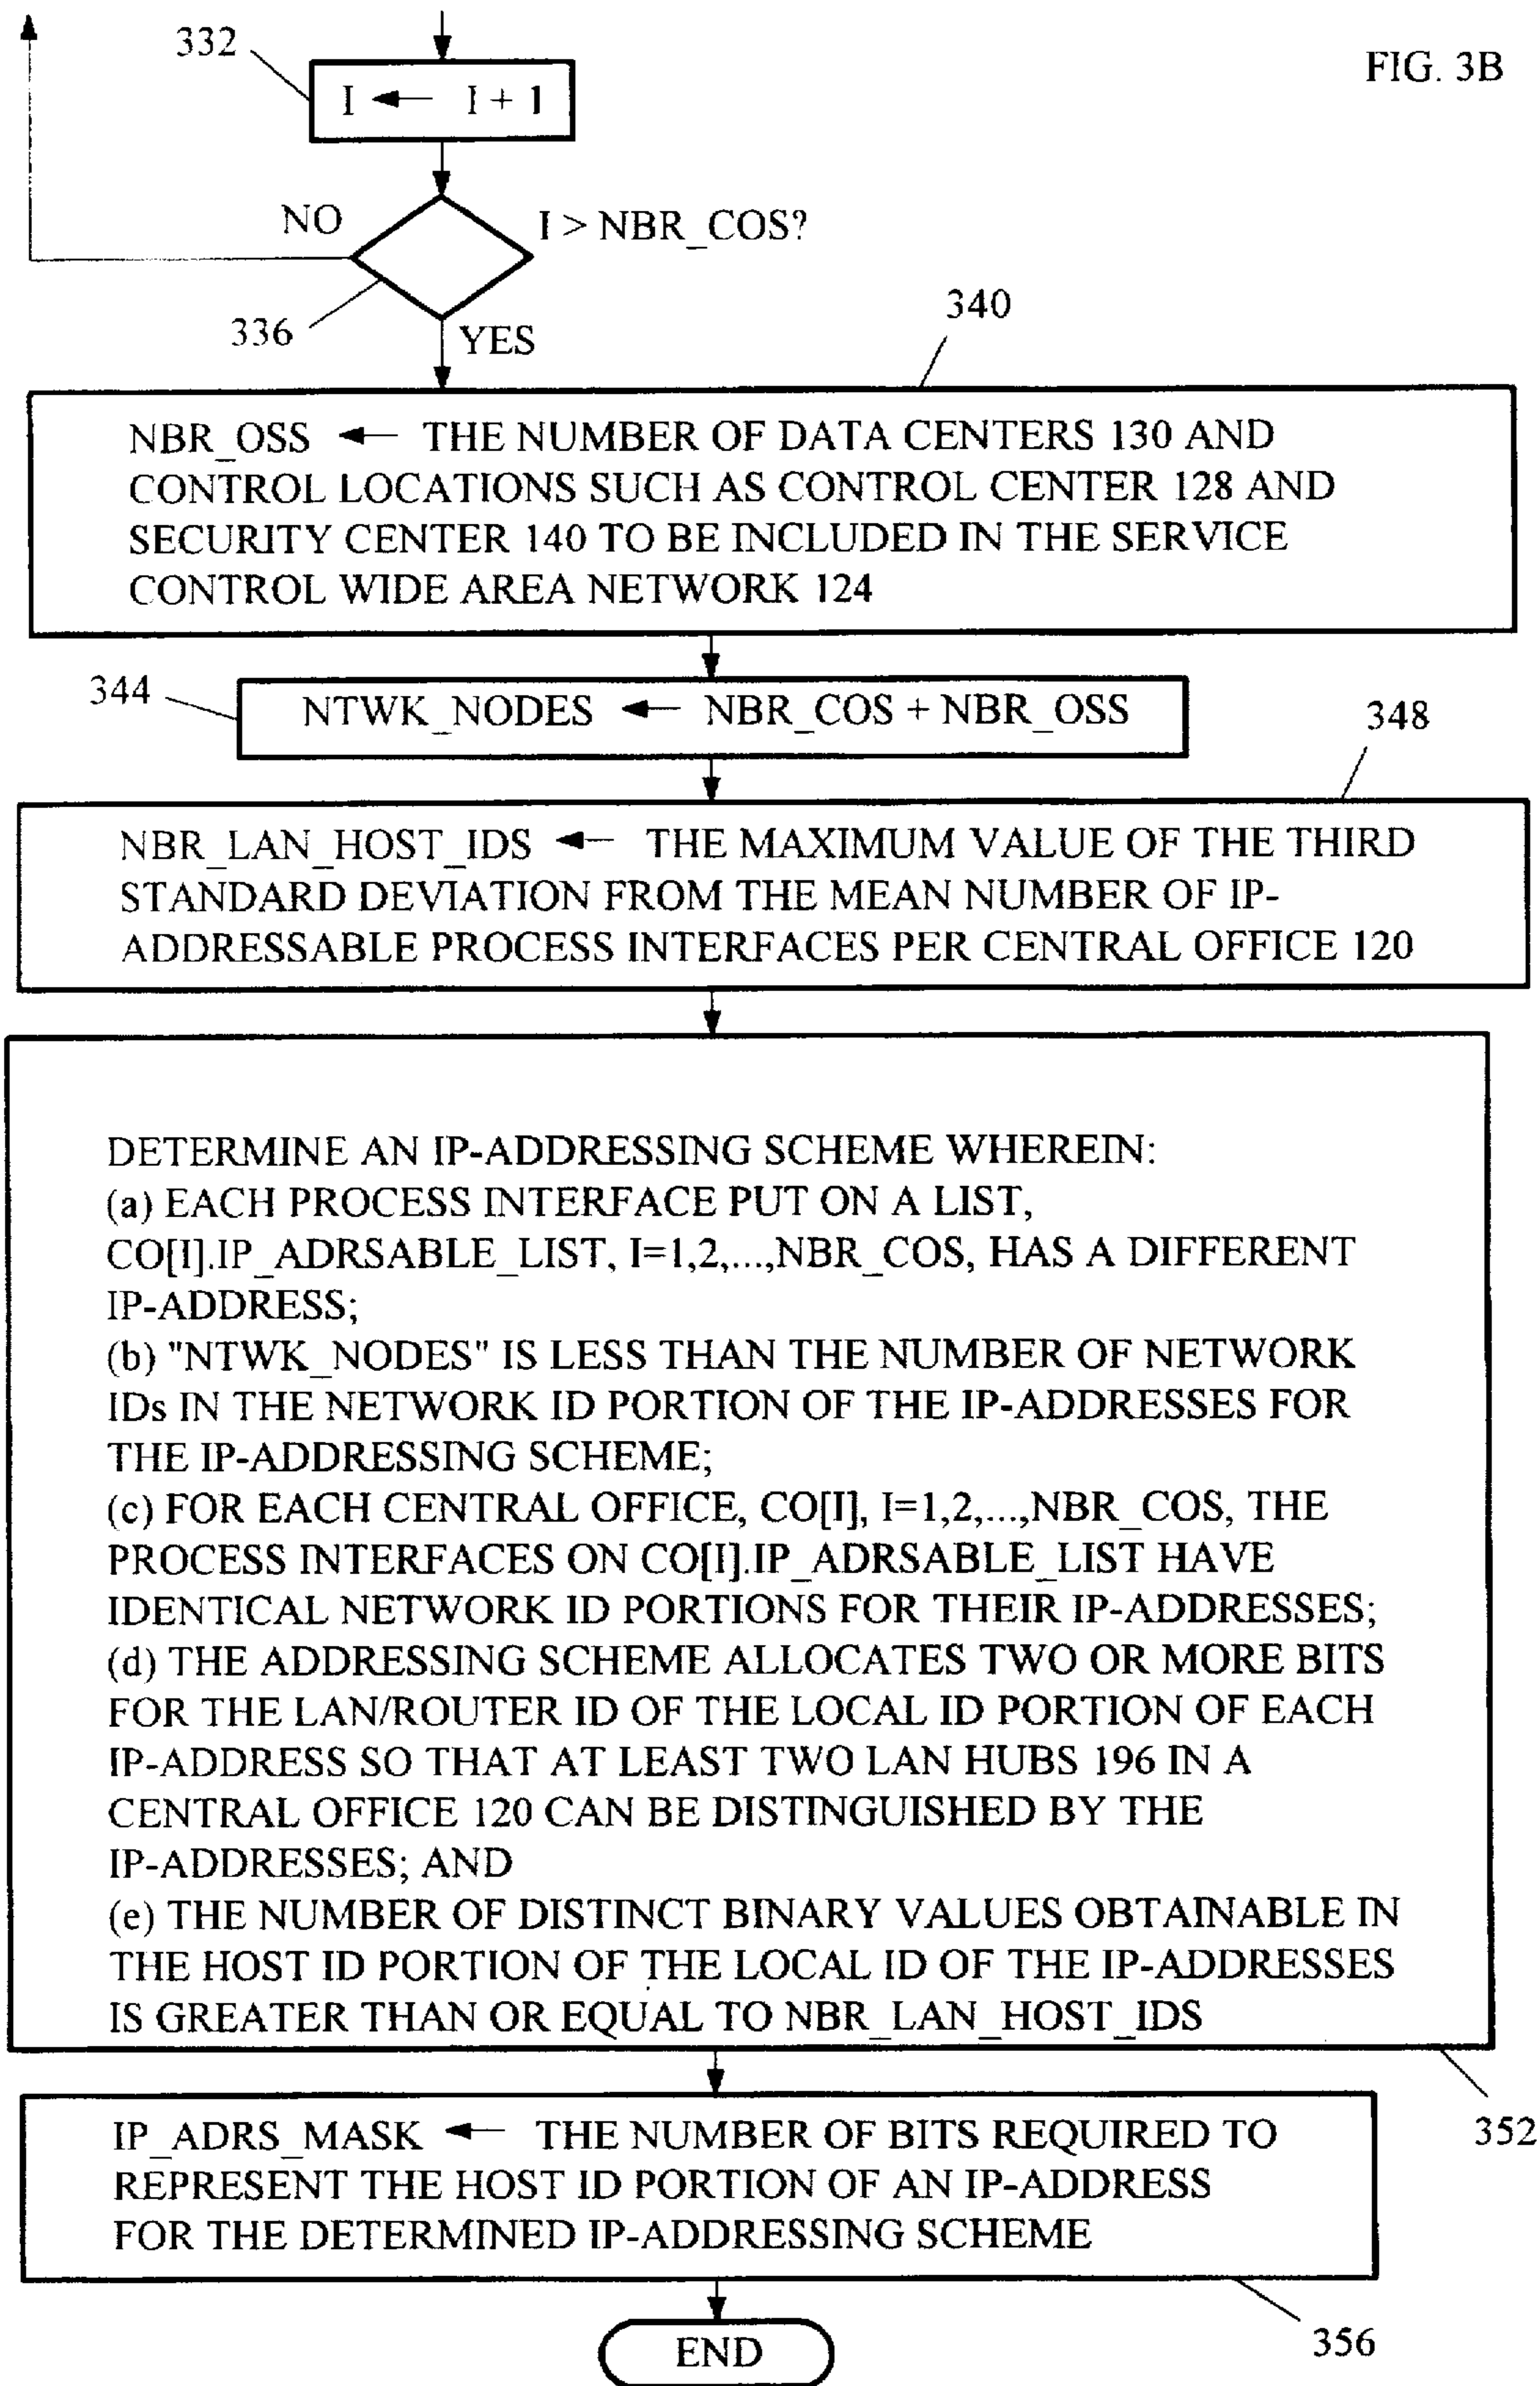 FIG. 3B
332
I ← I + 1
NO
I > NBR_COS?
336
YES
340
NBR_OSS ← THE NUMBER OF DATA CENTERS 130 AND
CONTROL LOCATIONS SUCH AS CONTROL CENTER 128 AND
SECURITY CENTER 140 TO BE INCLUDED IN THE SERVICE
CONTROL WIDE AREA NETWORK 124
344
NTWK_NODES ← NBR_COS + NBR_OSS
348
NBR_LAN_HOST_IDS ← THE MAXIMUM VALUE OF THE THIRD
STANDARD DEVIATION FROM THE MEAN NUMBER OF IP-
ADDRESSABLE PROCESS INTERFACES PER CENTRAL OFFICE 120
DETERMINE AN IP-ADDRESSING SCHEME WHEREIN:
(a) EACH PROCESS INTERFACE PUT ON A LIST,
CO[I].IP_ADRSABLE_LIST, I=1,2,...,NBR_COS, HAS A DIFFERENT
IP-ADDRESS;
(b) "NTWK_NODES" IS LESS THAN THE NUMBER OF NETWORK
IDs IN THE NETWORK ID PORTION OF THE IP-ADDRESSES FOR
THE IP-ADDRESSING SCHEME;
(c) FOR EACH CENTRAL OFFICE, CO[I], I=1,2,...,NBR_COS, THE
PROCESS INTERFACES ON CO[I].IP_ADRSABLE_LIST HAVE
IDENTICAL NETWORK ID PORTIONS FOR THEIR IP-ADDRESSES;
(d) THE ADDRESSING SCHEME ALLOCATES TWO OR MORE BITS
FOR THE LAN/ROUTER ID OF THE LOCAL ID PORTION OF EACH
IP-ADDRESS SO THAT AT LEAST TWO LAN HUBS 196 IN A
CENTRAL OFFICE 120 CAN BE DISTINGUISHED BY THE
IP-ADDRESSES; AND
(e) THE NUMBER OF DISTINCT BINARY VALUES OBTAINABLE IN
THE HOST ID PORTION OF THE LOCAL ID OF THE IP-ADDRESSES
IS GREATER THAN OR EQUAL TO NBR_LAN_HOST_IDS
352
IP_ADRS_MASK ← THE NUMBER OF BITS REQUIRED TO
REPRESENT THE HOST ID PORTION OF AN IP-ADDRESS
FOR THE DETERMINED IP-ADDRESSING SCHEME
356
END